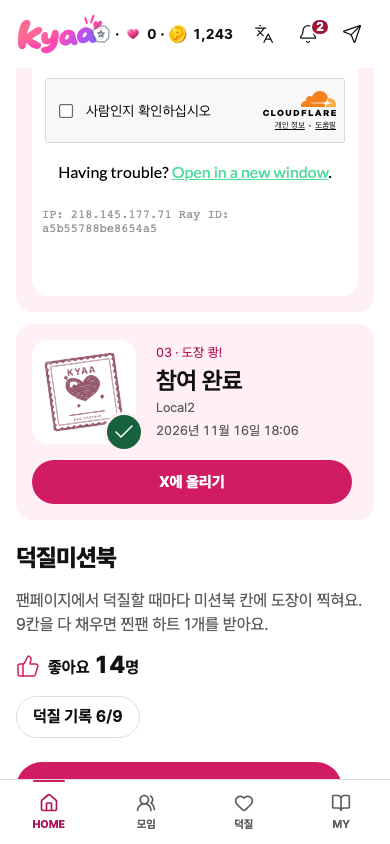 kyaa
· 0 · 1,243
2
사람인지 확인하십시오
CLOUDFLARE
개인 정보 · 도움말
Having trouble? Open in a new window.
IP: 218.145.177.71 Ray ID:
a5b55788be8654a5
KYAA
03 · 도장 쾅!
참여 완료
Local2
2026년 11월 16일 18:06
X에 올리기
덕질미션북
팬페이지에서 덕질할 때마다 미션북 칸에 도장이 찍혀요.
9칸을 다 채우면 찐팬 하트 1개를 받아요.
좋아요 14명
덕질 기록 6/9
HOME
모임
덕질
MY